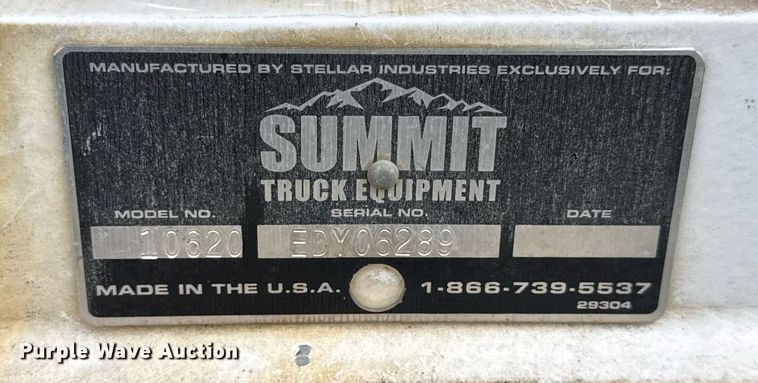 MANUFACTURED BY STELLAR INDUSTRIES EXCLUSIVELY FOR:
SUMMIT
TRUCK EQUIPMENT
MODEL NO. SERIAL NO. DATE
10620 EDY06289
MADE IN THE U.S.A. 1-866-739-5537
29304
Purple Wave Auction